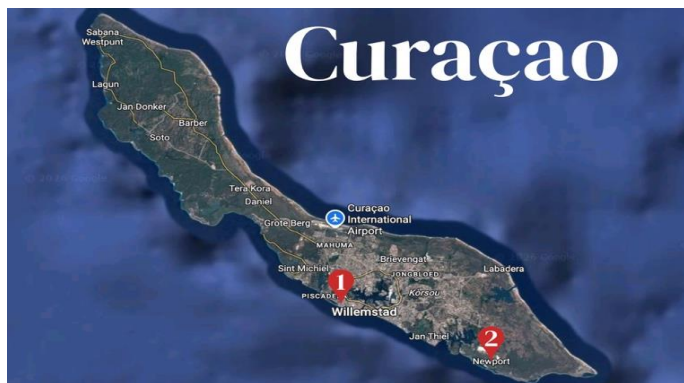 Curaçao
Sabana
Westpunt
Lagun
Jan Donker
Barber
Soto
Tera Kora
Daniel
Grote Berg
Curaçao
International
Airport
MAHUMA
Brievengat
Sint Michiel
JONGBLOED
Labadera
1
PISCADE
Korsou
Willemstad
Jan Thiel
2
Newport